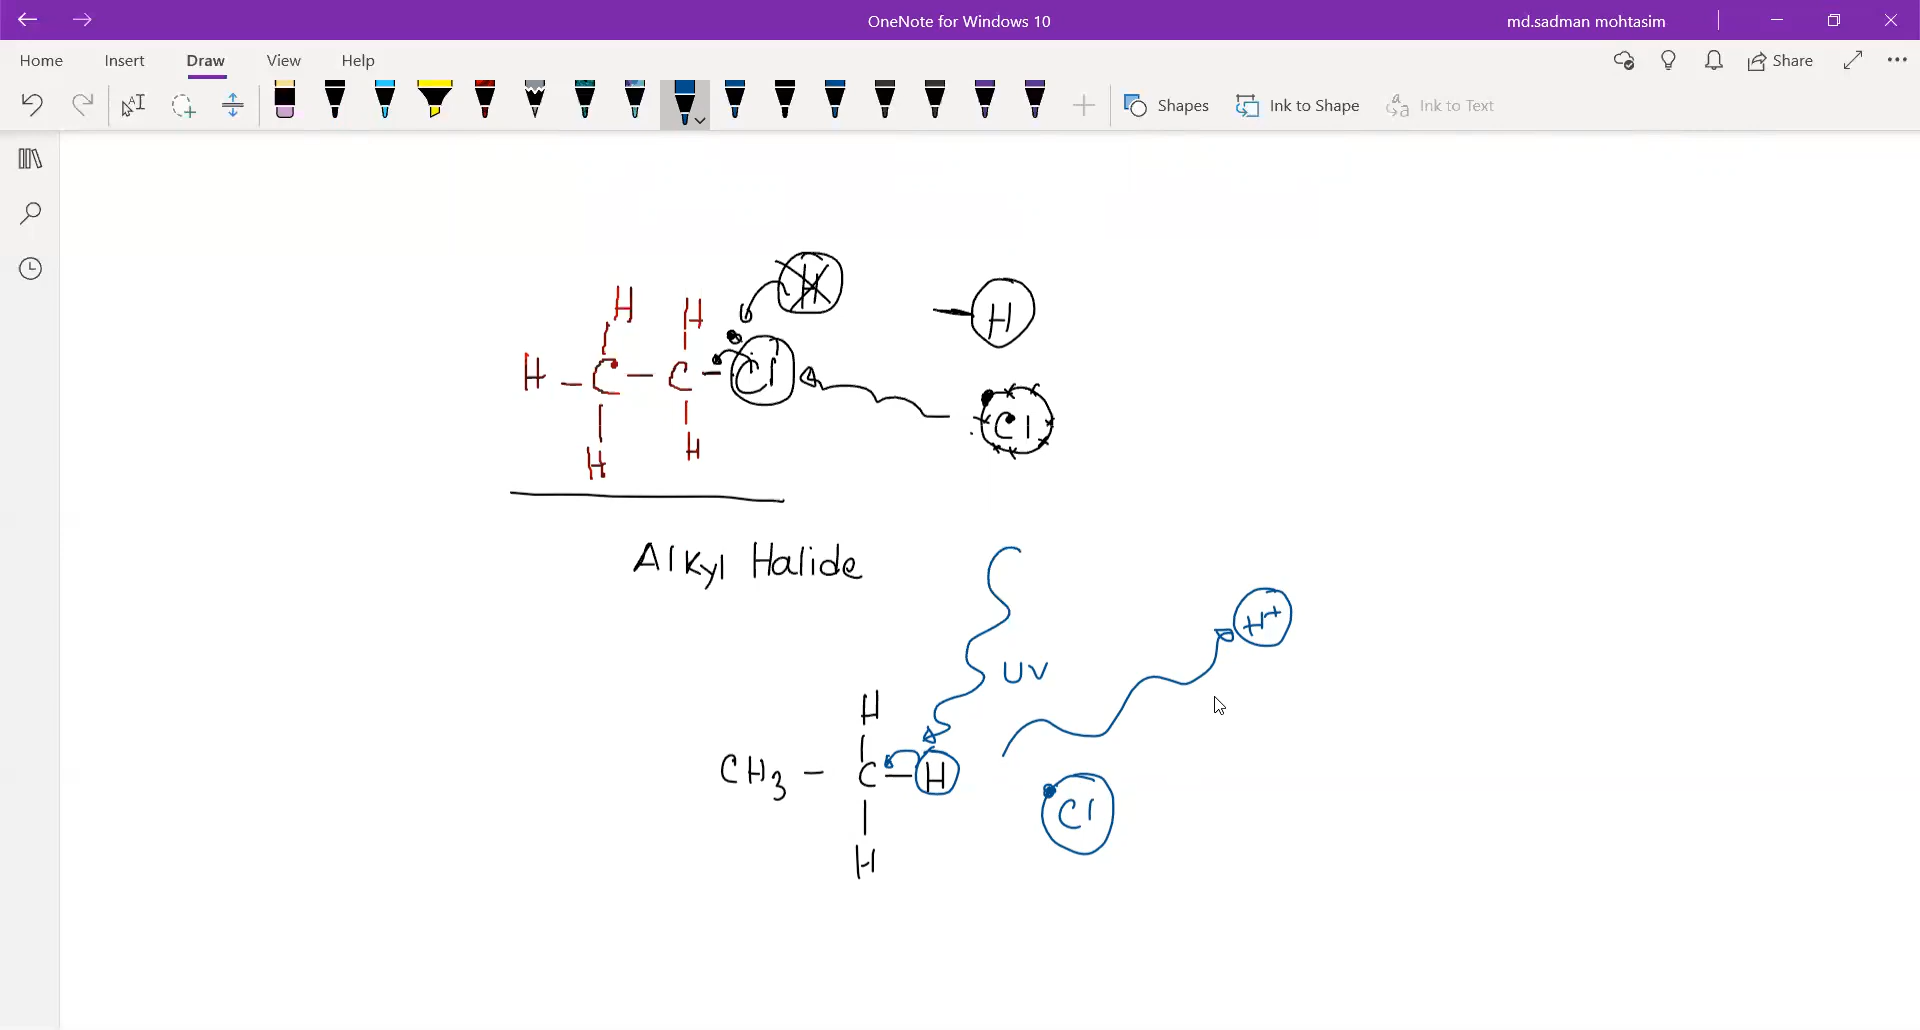 OneNote for Windows 10
md.sadman mohtasim
Home Insert Draw View Help
Share
Shapes Ink to Shape Ink to Text
H
H H H
H – C – C – Cl
Cl
H H
Alkyl Halide
H+
UV
H
CH3 – C – H
Cl
H